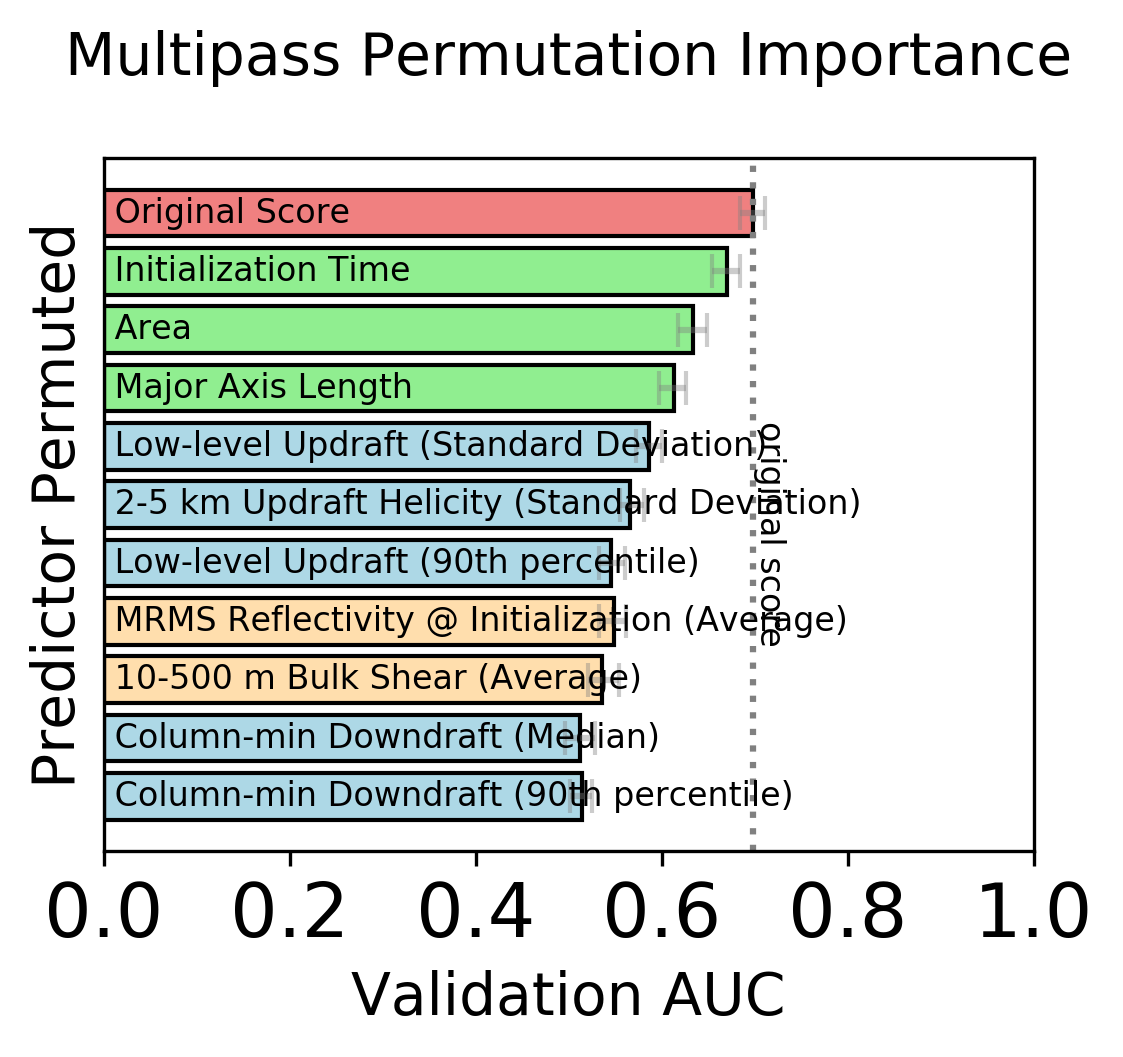 Multipass Permutation Importance
Predictor Permuted
Original Score
Initialization Time
Area
Major Axis Length
Low-level Updraft (Standard Deviation)
2-5 km Updraft Helicity (Standard Deviation)
Low-level Updraft (90th percentile)
MRMS Reflectivity @ Initialization (Average)
10-500 m Bulk Shear (Average)
Column-min Downdraft (Median)
Column-min Downdraft (90th percentile)
original score
0.0 0.2 0.4 0.6 0.8 1.0
Validation AUC